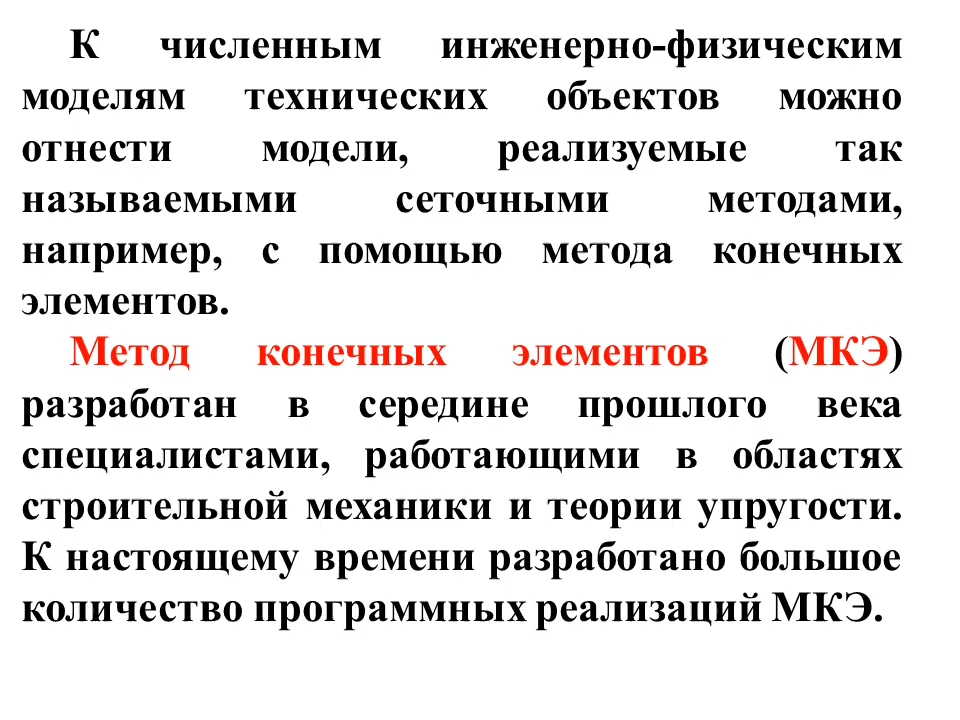 К численным инженерно-физическим
моделям технических объектов можно
отнести модели, реализуемые так
называемыми сеточными методами,
например, с помощью метода конечных
элементов.
Метод конечных элементов (МКЭ)
разработан в середине прошлого века
специалистами, работающими в областях
строительной механики и теории упругости.
К настоящему времени разработано большое
количество программных реализаций МКЭ.